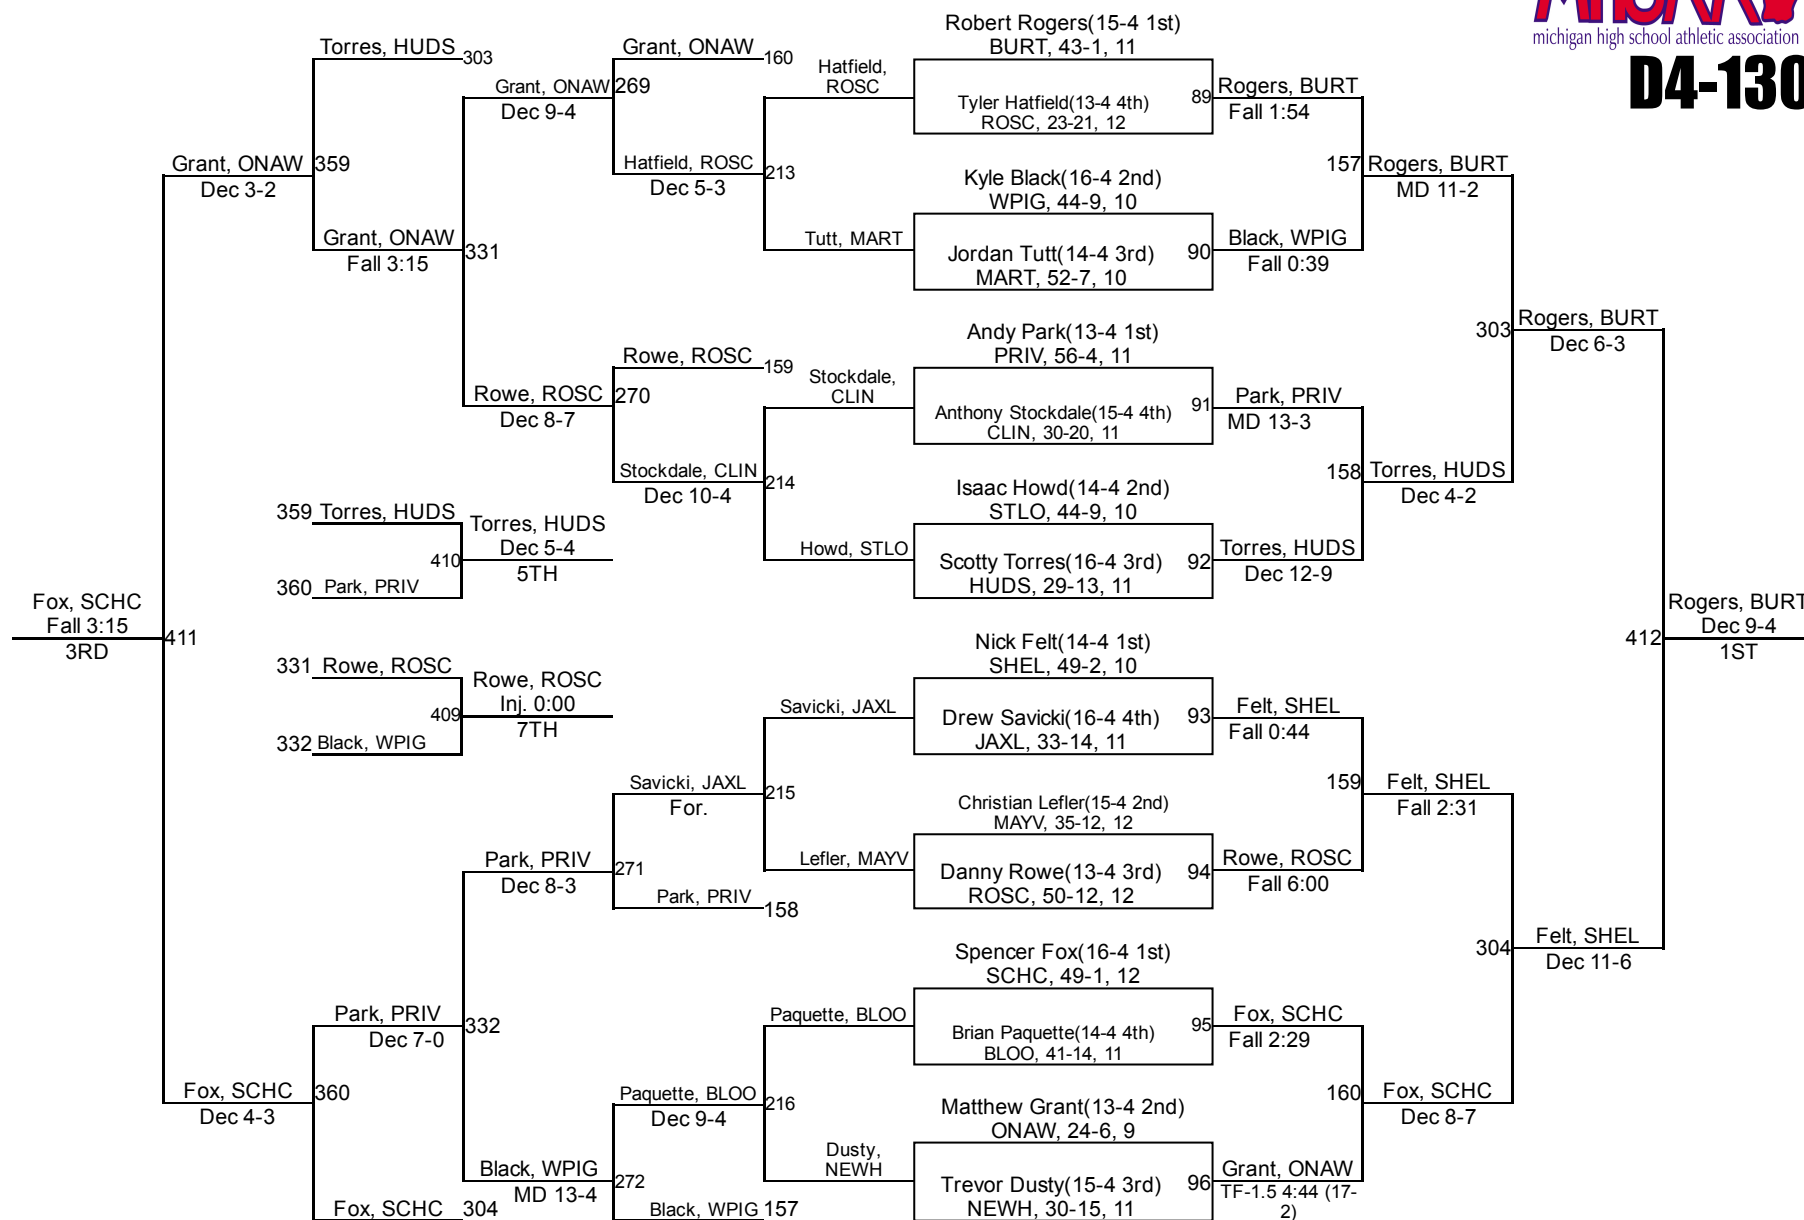 michigan high school athletic association
D4-130
Torres, HUDS
303
Grant, ONAW
160
Grant, ONAW
269
Dec 9-4
Hatfield, ROSC
213
Dec 5-3
Grant, ONAW
359
Dec 3-2
Grant, ONAW
331
Fall 3:15
Rowe, ROSC
159
Rowe, ROSC
270
Dec 8-7
Stockdale, CLIN
214
Dec 10-4
359 Torres, HUDS
410
360 Park, PRIV
Torres, HUDS
Dec 5-4
5TH
Fox, SCHC
Fall 3:15
411
3RD
331 Rowe, ROSC
409
332 Black, WPIG
Rowe, ROSC
Inj. 0:00
7TH
Savicki, JAXL
215
For.
Park, PRIV
271
Dec 8-3
Park, PRIV
158
Park, PRIV
332
Dec 7-0
Fox, SCHC
360
Dec 4-3
Paquette, BLOO
216
Dec 9-4
Black, WPIG
272
MD 13-4
Fox, SCHC 304
Black, WPIG 157
Hatfield,
ROSC
Tutt, MART
Stockdale,
CLIN
Howd, STLO
Savicki, JAXL
Lefler, MAYV
Paquette, BLOO
Dusty,
NEWH
Robert Rogers(15-4 1st)
BURT, 43-1, 11
Tyler Hatfield(13-4 4th)
ROSC, 23-21, 12
89
Rogers, BURT
Fall 1:54
Kyle Black(16-4 2nd)
WPIG, 44-9, 10
Jordan Tutt(14-4 3rd)
MART, 52-7, 10
90
Black, WPIG
Fall 0:39
Andy Park(13-4 1st)
PRIV, 56-4, 11
Anthony Stockdale(15-4 4th)
CLIN, 30-20, 11
91
Park, PRIV
MD 13-3
Isaac Howd(14-4 2nd)
STLO, 44-9, 10
Scotty Torres(16-4 3rd)
HUDS, 29-13, 11
92
Torres, HUDS
Dec 12-9
Nick Felt(14-4 1st)
SHEL, 49-2, 10
Drew Savicki(16-4 4th)
JAXL, 33-14, 11
93
Felt, SHEL
Fall 0:44
Christian Lefler(15-4 2nd)
MAYV, 35-12, 12
Danny Rowe(13-4 3rd)
ROSC, 50-12, 12
94
Rowe, ROSC
Fall 6:00
Spencer Fox(16-4 1st)
SCHC, 49-1, 12
Brian Paquette(14-4 4th)
BLOO, 41-14, 11
95
Fox, SCHC
Fall 2:29
Matthew Grant(13-4 2nd)
ONAW, 24-6, 9
Trevor Dusty(15-4 3rd)
NEWH, 30-15, 11
96
Grant, ONAW
TF-1.5 4:44 (17-
2)
157 Rogers, BURT
MD 11-2
158 Torres, HUDS
Dec 4-2
159 Felt, SHEL
Fall 2:31
160 Fox, SCHC
Dec 8-7
303 Rogers, BURT
Dec 6-3
304 Felt, SHEL
Dec 11-6
Rogers, BURT
412
Dec 9-4
1ST